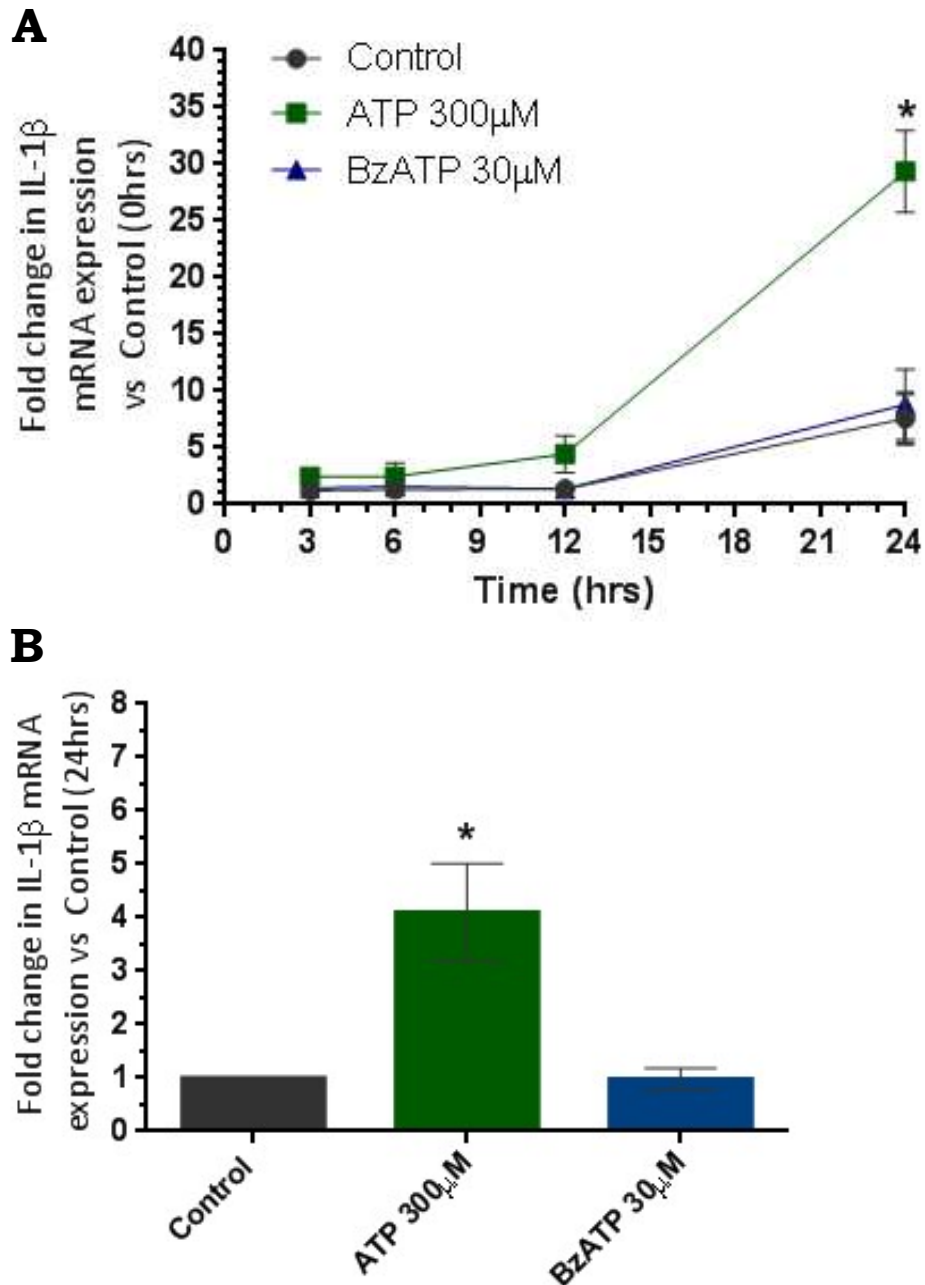 A
Control
ATP 300μM
BzATP 30μM
*
Fold change in IL-1β
mRNA expression
vs Control (0hrs)
40
35
30
25
20
15
10
5
0
0 3 6 9 12 15 18 21 24
Time (hrs)
B
Fold change in IL-1β mRNA
expression vs Control (24hrs)
8
7
6
5
4
3
2
1
0
*
Control
ATP 300μM
BzATP 30μM